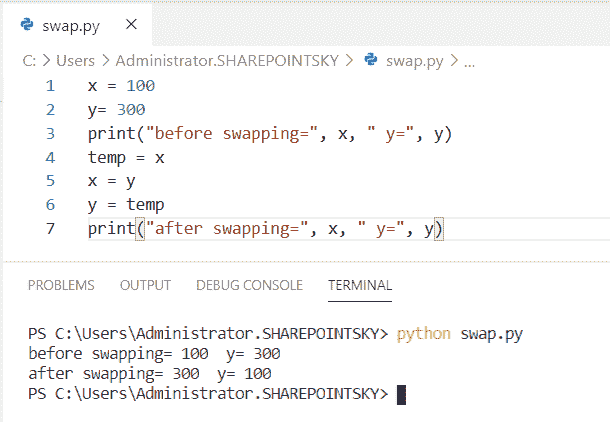 swap.py
C: > Users > Administrator.SHAREPOINTSKY > swap.py > ...
1 x = 100
2 y= 300
3 print("before swapping=", x, " y=", y)
4 temp = x
5 x = y
6 y = temp
7 print("after swapping=", x, " y=", y)
PROBLEMS OUTPUT DEBUG CONSOLE TERMINAL
PS C:\Users\Administrator.SHAREPOINTSKY> python swap.py
before swapping= 100  y= 300
after swapping= 300  y= 100
PS C:\Users\Administrator.SHAREPOINTSKY>